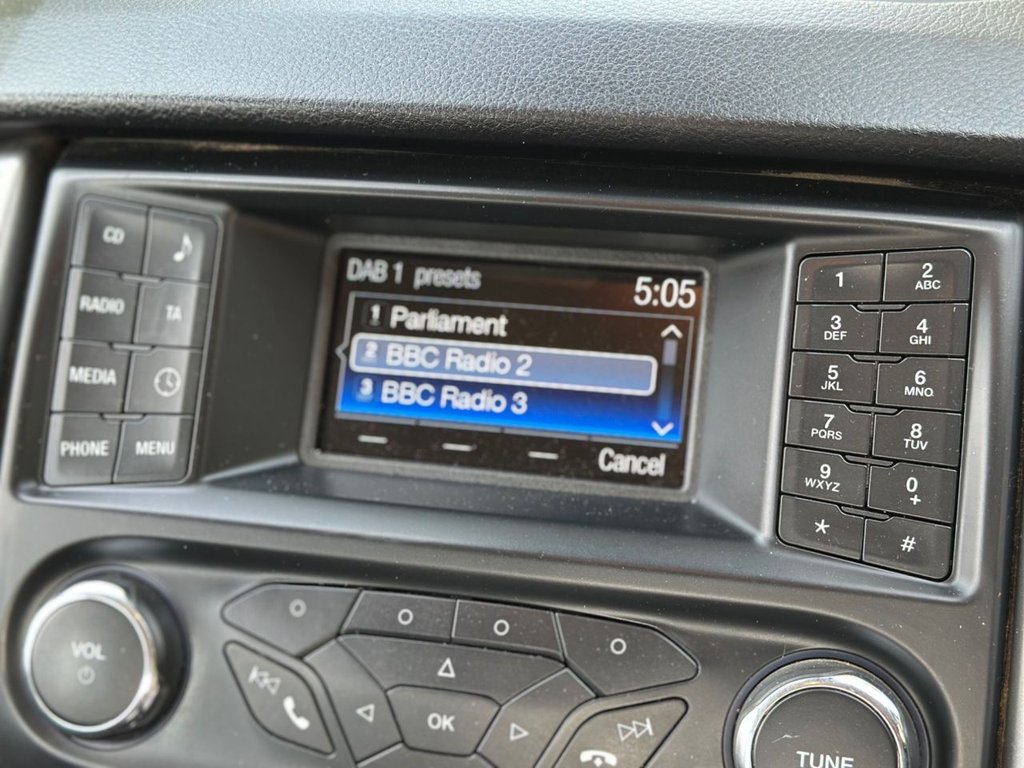 CD
RADIO
TA
MEDIA
PHONE
MENU
DAB 1 presets
5:05
1 Parliament
2 BBC Radio 2
3 BBC Radio 3
Cancel
1
2
ABC
3
DEF
4
GHI
5
JKL
6
MNO
7
PQRS
8
TUV
9
WXYZ
0
+
*
#
VOL
OK
TUNE